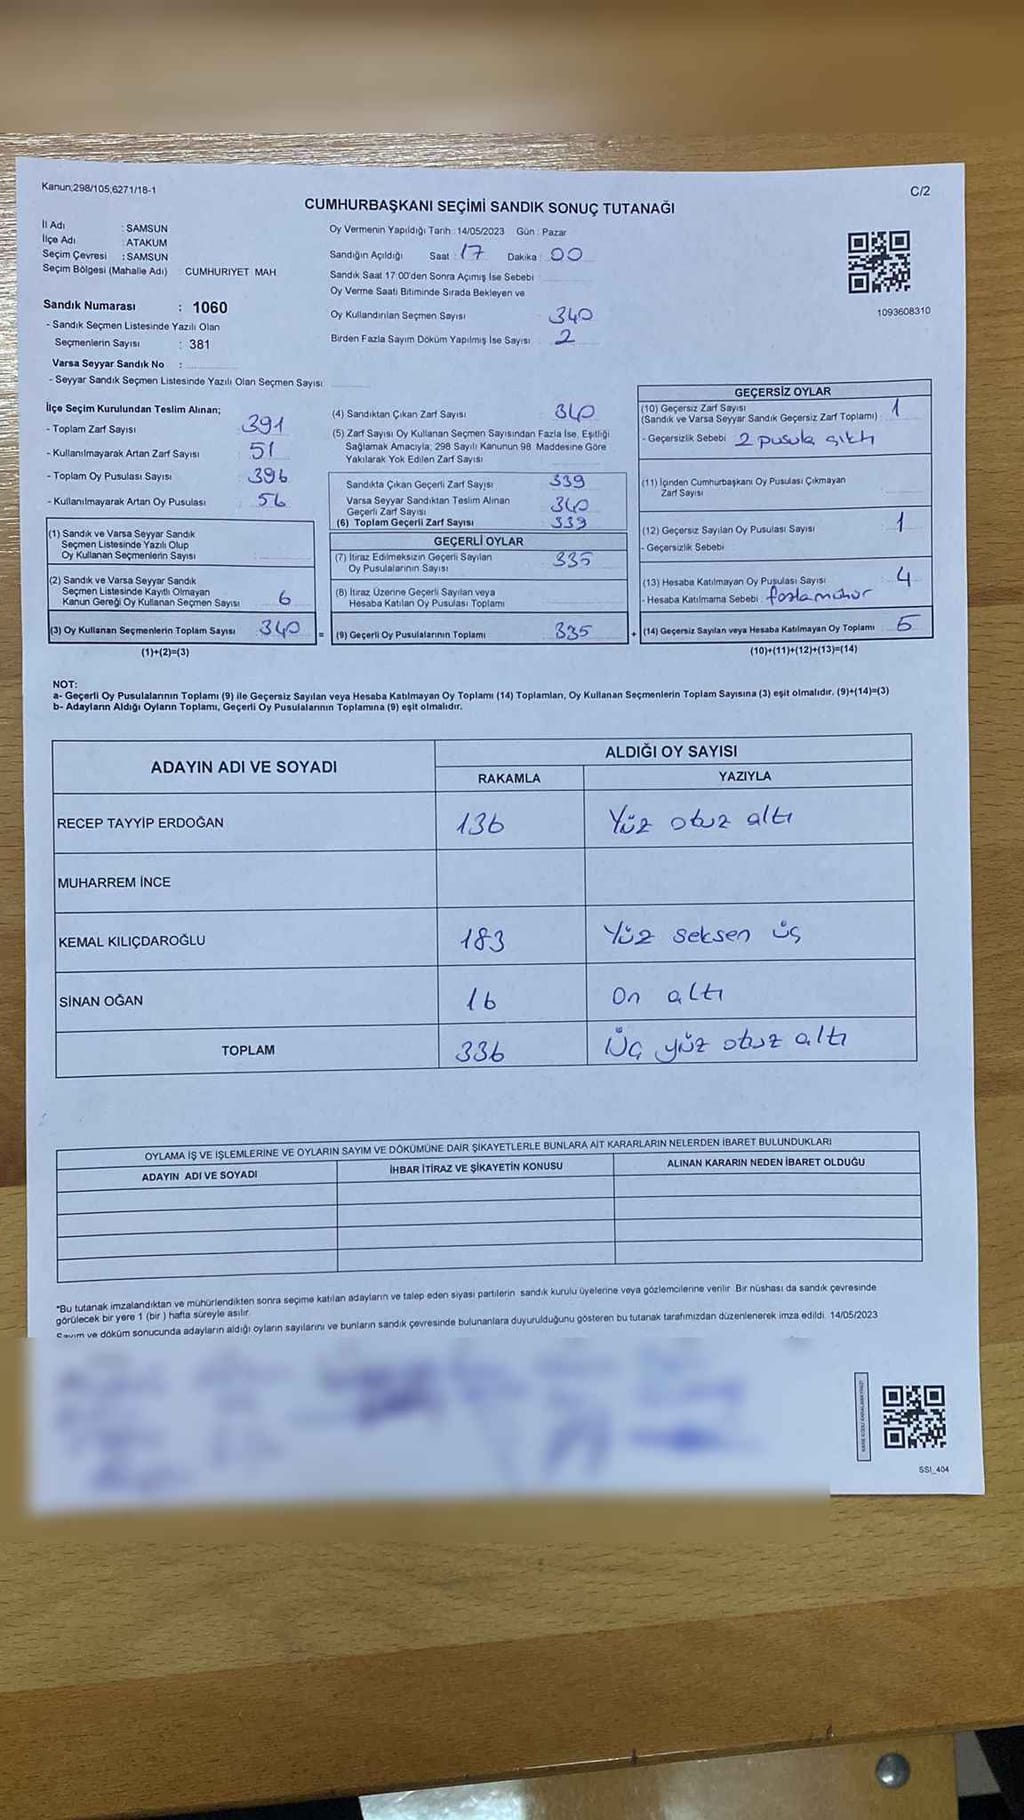 Kanun;298/105,6271/18-1
C/2
CUMHURBAŞKANI SEÇİMİ SANDIK SONUÇ TUTANAĞI
İl Adı : SAMSUN
İlçe Adı : ATAKUM
Seçim Çevresi : SAMSUN
Seçim Bölgesi (Mahalle Adı) CUMHURIYET MAH
Sandık Numarası : 1060
- Sandık Seçmen Listesinde Yazılı Olan
Seçmenlerin Sayısı : 381
Varsa Seyyar Sandık No :
- Seyyar Sandık Seçmen Listesinde Yazılı Olan Seçmen Sayısı
Oy Vermenin Yapıldığı Tarih : 14/05/2023 Gün : Pazar
Sandığın Açıldığı Saat : 17 Dakika : 00
Sandık Saat 17:00'den Sonra Açımış İse Sebebi
Oy Verme Saati Bitiminde Sırada Bekleyen ve
Oy Kullandırılan Seçmen Sayısı 340
Birden Fazla Sayım Döküm Yapılmış İse Sayısı : 2
1093608310
İlçe Seçim Kurulundan Teslim Alınan;
- Toplam Zarf Sayısı 391
- Kullanılmayarak Artan Zarf Sayısı 51
- Toplam Oy Pusulası Sayısı 396
- Kullanılmayarak Artan Oy Pusulası 56
(1) Sandık ve Varsa Seyyar Sandık
Seçmen Listesinde Yazılı Olup
Oy Kullanan Seçmenlerin Sayısı
(2) Sandık ve Varsa Seyyar Sandık
Seçmen Listesinde Kayıtlı Olmayan
Kanun Gereği Oy Kullanan Seçmen Sayısı 6
(3) Oy Kullanan Seçmenlerin Toplam Sayısı 340
(1)+(2)=(3)
(4) Sandıktan Çıkan Zarf Sayısı 340
(5) Zarf Sayısı Oy Kullanan Seçmen Sayısından Fazla İse, Eşitliği
Sağlamak Amacıyla; 298 Sayılı Kanunun 98. Maddesine Göre
Yakılarak Yok Edilen Zarf Sayısı
Sandıkta Çıkan Geçerli Zarf Sayısı 339
Varsa Seyyar Sandıktan Teslim Alınan
Geçerli Zarf Sayısı 340
(6) Toplam Geçerli Zarf Sayısı 339
GEÇERLİ OYLAR
(7) İtiraz Edilmeksizin Geçerli Sayılan
Oy Pusulalarının Sayısı 335
(8) İtiraz Üzerine Geçerli Sayılan veya
Hesaba Katılan Oy Pusulası Toplamı
= (9) Geçerli Oy Pusulalarının Toplamı 335
GEÇERSİZ OYLAR
(10) Geçersiz Zarf Sayısı
(Sandık ve Varsa Seyyar Sandık Geçersiz Zarf Toplamı) 1
- Geçersizlik Sebebi 2 pusula çıktı
(11) İçinden Cumhurbaşkanı Oy Pusulası Çıkmayan
Zarf Sayısı
(12) Geçersiz Sayılan Oy Pusulası Sayısı 1
- Geçersizlik Sebebi
(13) Hesaba Katılmayan Oy Pusulası Sayısı 4
- Hesaba Katılmama Sebebi : fazla mühür
+ (14) Geçersiz Sayılan veya Hesaba Katılmayan Oy Toplamı 5
(10)+(11)+(12)+(13)=(14)
NOT:
a- Geçerli Oy Pusulalarının Toplamı (9) ile Geçersiz Sayılan veya Hesaba Katılmayan Oy Toplamı (14) Toplamları, Oy Kullanan Seçmenlerin Toplam Sayısına (3) eşit olmalıdır. (9)+(14)=(3)
b- Adayların Aldığı Oyların Toplamı, Geçerli Oy Pusulalarının Toplamına (9) eşit olmalıdır.
ADAYIN ADI VE SOYADI
ALDIĞI OY SAYISI
RAKAMLA YAZIYLA
RECEP TAYYİP ERDOĞAN 136 Yüz otuz altı
MUHARREM İNCE
KEMAL KILIÇDAROĞLU 183 Yüz seksen üç
SİNAN OĞAN 16 On altı
TOPLAM 336 Üç yüz otuz altı
OYLAMA İŞ VE İŞLEMLERİNE VE OYLARIN SAYIM VE DÖKÜMÜNE DAİR ŞİKAYETLERLE BUNLARA AİT KARARLARIN NELERDEN İBARET BULUNDUKLARI
ADAYIN ADI VE SOYADI İHBAR İTİRAZ VE ŞİKAYETİN KONUSU ALINAN KARARIN NEDEN İBARET OLDUĞU
*Bu tutanak imzalandıktan ve mühürlendikten sonra seçime katılan adayların ve talep eden siyasi partilerin sandık kurulu üyelerine veya gözlemcilerine verilir. Bir nüshası da sandık çevresinde
görülecek bir yere 1 (bir ) hafta süreyle asılır.
Sayım ve döküm sonucunda adayların aldığı oyların sayılarını ve bunların sandık çevresinde bulunanlara duyurulduğunu gösteren bu tutanak tarafımızdan düzenlenerek imza edildi. 14/05/2023
SSI_404